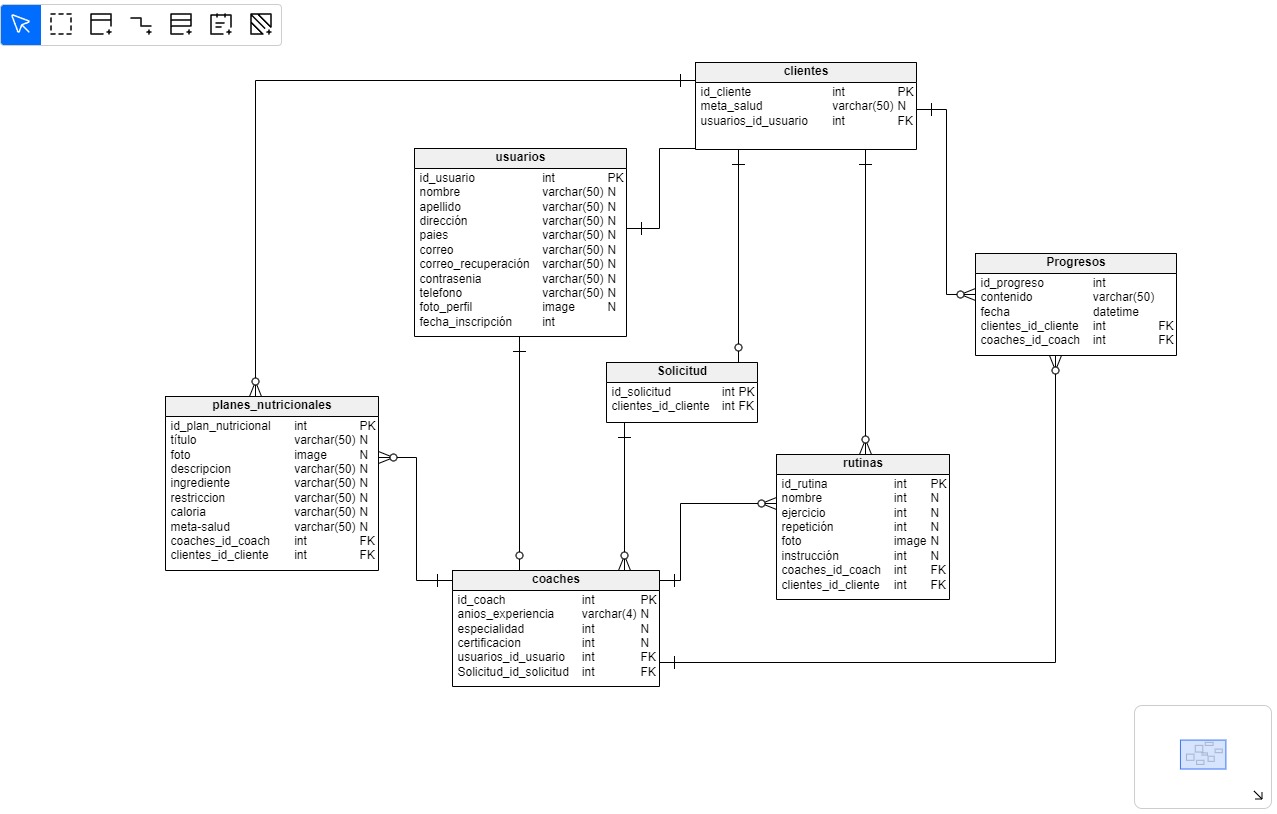 clientes
id_cliente int PK
meta_salud varchar(50) N
usuarios_id_usuario int FK
usuarios
id_usuario int PK
nombre varchar(50) N
apellido varchar(50) N
dirección varchar(50) N
paies varchar(50) N
correo varchar(50) N
correo_recuperación varchar(50) N
contrasenia varchar(50) N
telefono varchar(50) N
foto_perfil image N
fecha_inscripción int
Progresos
id_progreso int
contenido varchar(50)
fecha datetime
clientes_id_cliente int FK
coaches_id_coach int FK
Solicitud
id_solicitud int PK
clientes_id_cliente int FK
planes_nutricionales
id_plan_nutricional int PK
título varchar(50) N
foto image N
descripcion varchar(50) N
ingrediente varchar(50) N
restriccion varchar(50) N
caloria varchar(50) N
meta-salud varchar(50) N
coaches_id_coach int FK
clientes_id_cliente int FK
rutinas
id_rutina int PK
nombre int N
ejercicio int N
repetición int N
foto image N
instrucción int N
coaches_id_coach int FK
clientes_id_cliente int FK
coaches
id_coach int PK
anios_experiencia varchar(4) N
especialidad int N
certificacion int N
usuarios_id_usuario int FK
Solicitud_id_solicitud int FK